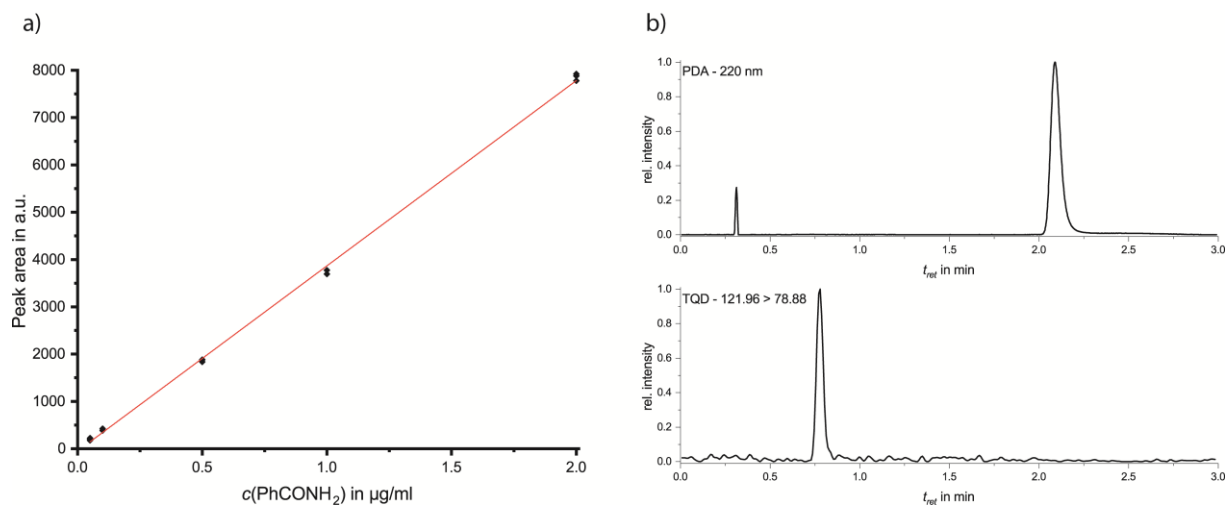 a)
8000
7000
6000
5000
4000
3000
2000
1000
0
Peak area in a.u.
0.0 0.5 1.0 1.5 2.0
c(PhCONH₂) in µg/ml
b)
PDA - 220 nm
1.0
0.8
0.6
0.4
0.2
0.0
rel. intensity
0.0 0.5 1.0 1.5 2.0 2.5 3.0
t_ret in min
TQD - 121.96 > 78.88
1.0
0.8
0.6
0.4
0.2
0.0
rel. intensity
0.0 0.5 1.0 1.5 2.0 2.5 3.0
t_ret in min